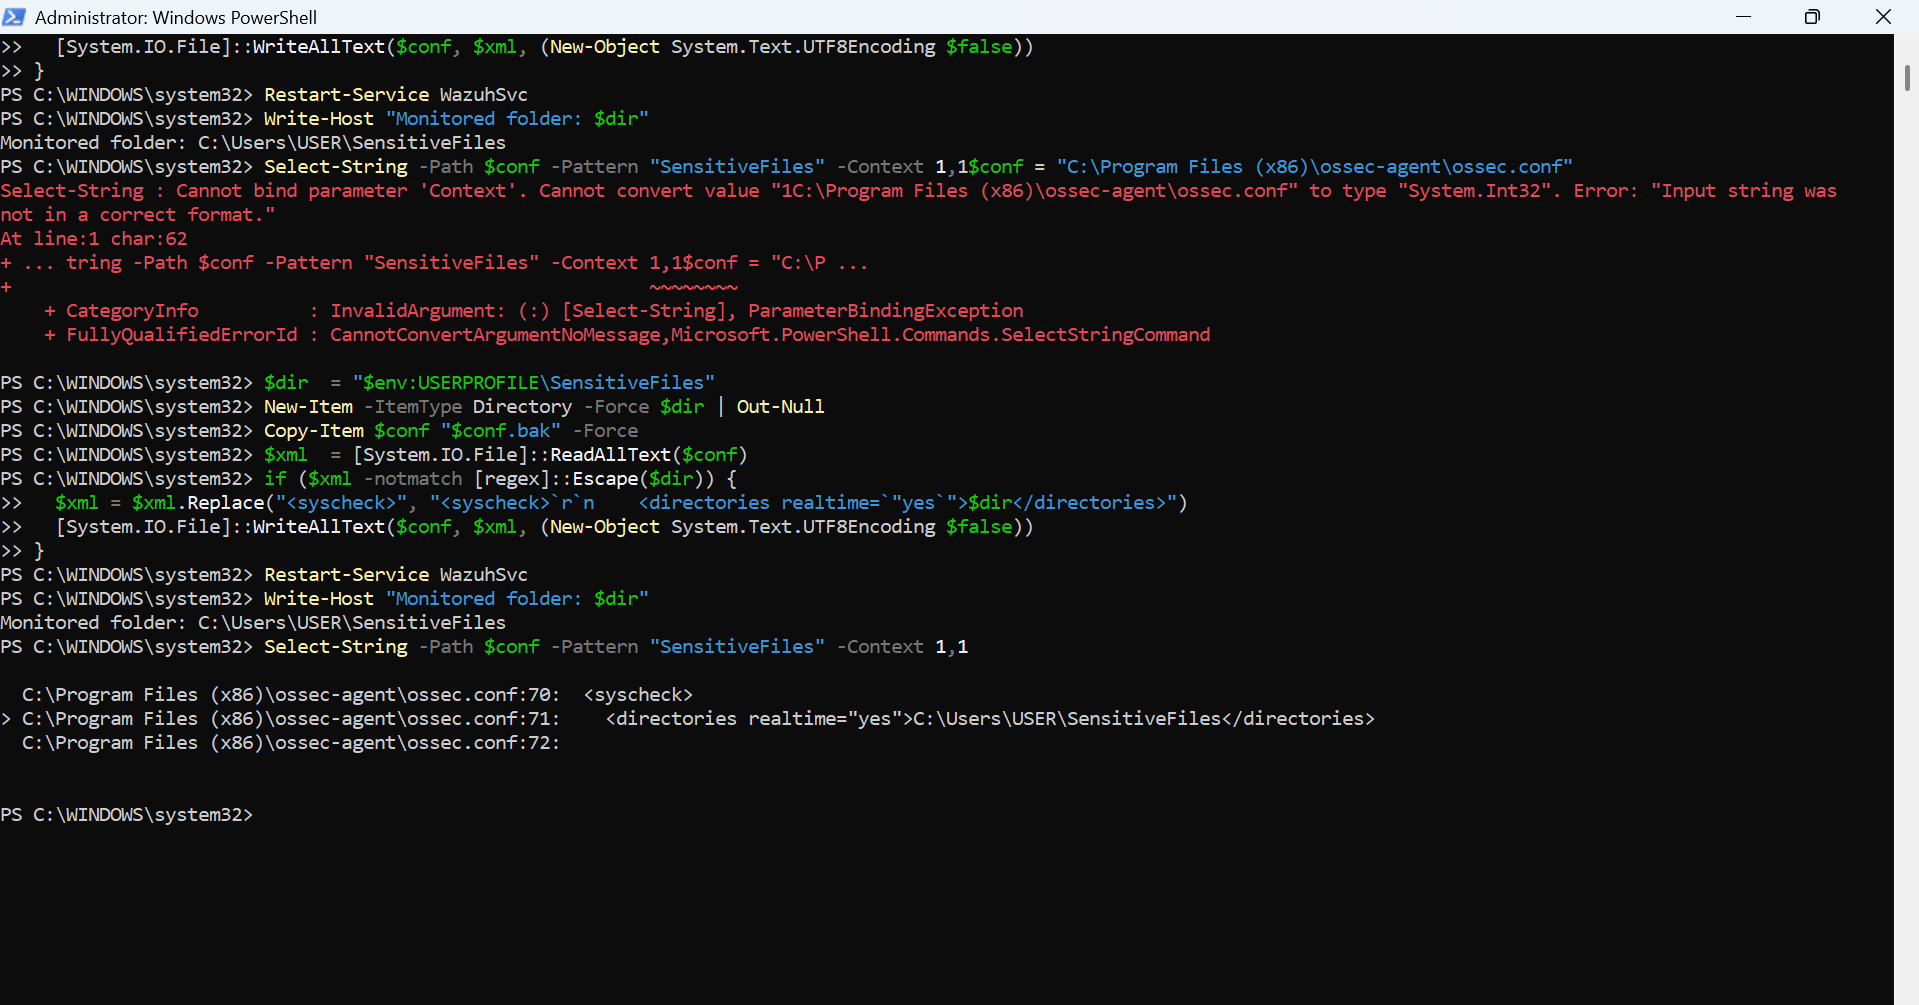 Administrator: Windows PowerShell
>>   [System.IO.File]::WriteAllText($conf, $xml, (New-Object System.Text.UTF8Encoding $false))
>> }
PS C:\WINDOWS\system32> Restart-Service WazuhSvc
PS C:\WINDOWS\system32> Write-Host "Monitored folder: $dir"
Monitored folder: C:\Users\USER\SensitiveFiles
PS C:\WINDOWS\system32> Select-String -Path $conf -Pattern "SensitiveFiles" -Context 1,1$conf = "C:\Program Files (x86)\ossec-agent\ossec.conf"
Select-String : Cannot bind parameter 'Context'. Cannot convert value "1C:\Program Files (x86)\ossec-agent\ossec.conf" to type "System.Int32". Error: "Input string was
not in a correct format."
At line:1 char:62
+ ... tring -Path $conf -Pattern "SensitiveFiles" -Context 1,1$conf = "C:\P ...
+                                                          ~~~~~~~~
    + CategoryInfo          : InvalidArgument: (:) [Select-String], ParameterBindingException
    + FullyQualifiedErrorId : CannotConvertArgumentNoMessage,Microsoft.PowerShell.Commands.SelectStringCommand
PS C:\WINDOWS\system32> $dir  = "$env:USERPROFILE\SensitiveFiles"
PS C:\WINDOWS\system32> New-Item -ItemType Directory -Force $dir | Out-Null
PS C:\WINDOWS\system32> Copy-Item $conf "$conf.bak" -Force
PS C:\WINDOWS\system32> $xml  = [System.IO.File]::ReadAllText($conf)
PS C:\WINDOWS\system32> if ($xml -notmatch [regex]::Escape($dir)) {
>>   $xml = $xml.Replace("<syscheck>", "<syscheck>`r`n    <directories realtime=`"yes`">$dir</directories>")
>>   [System.IO.File]::WriteAllText($conf, $xml, (New-Object System.Text.UTF8Encoding $false))
>> }
PS C:\WINDOWS\system32> Restart-Service WazuhSvc
PS C:\WINDOWS\system32> Write-Host "Monitored folder: $dir"
Monitored folder: C:\Users\USER\SensitiveFiles
PS C:\WINDOWS\system32> Select-String -Path $conf -Pattern "SensitiveFiles" -Context 1,1
  C:\Program Files (x86)\ossec-agent\ossec.conf:70:  <syscheck>
> C:\Program Files (x86)\ossec-agent\ossec.conf:71:    <directories realtime="yes">C:\Users\USER\SensitiveFiles</directories>
  C:\Program Files (x86)\ossec-agent\ossec.conf:72:
PS C:\WINDOWS\system32>